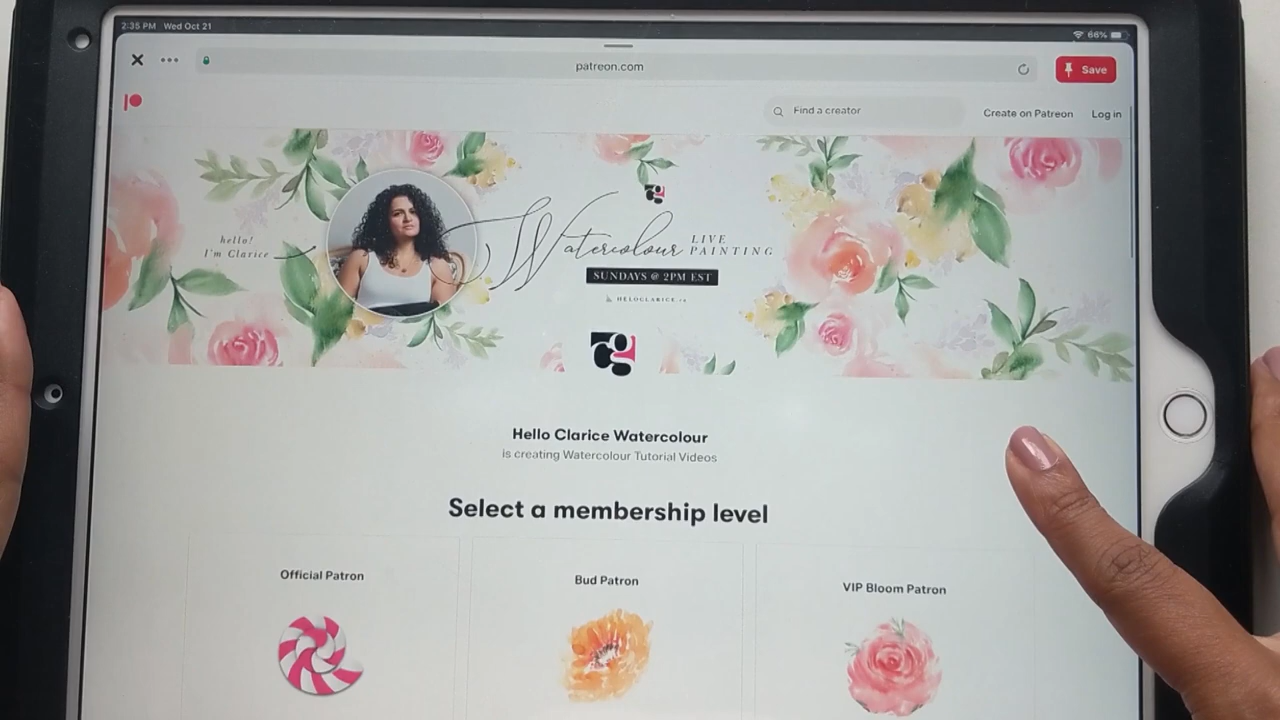 2:35 PM Wed Oct 21
66%
patreon.com
Save
Find a creator
Create on Patreon
Log in
hello!
I'm Clarice
Watercolour LIVE PAINTING
SUNDAYS @ 2PM EST
HELOCLARICE.ca
Hello Clarice Watercolour
is creating Watercolour Tutorial Videos
Select a membership level
Official Patron
Bud Patron
VIP Bloom Patron